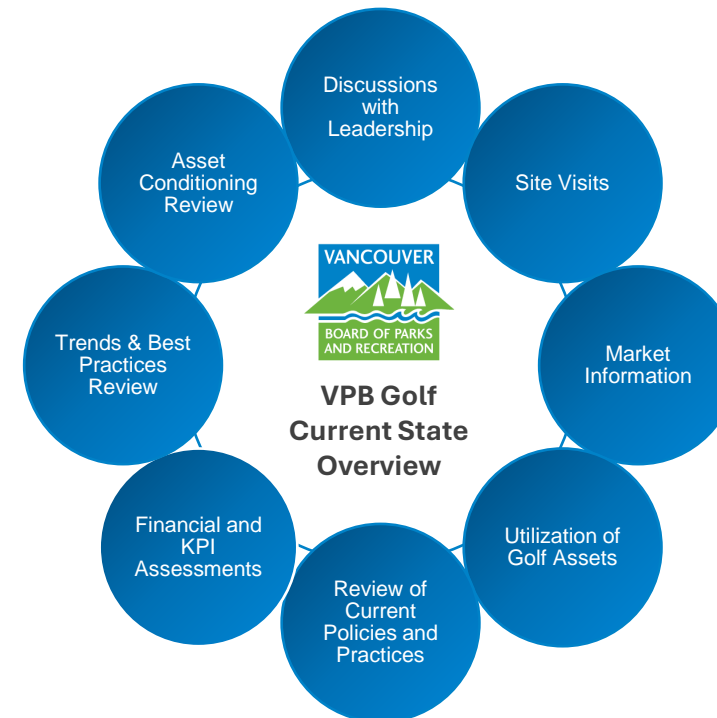 Discussions
with
Leadership
Site Visits
Market
Information
Utilization of
Golf Assets
Review of
Current
Policies and
Practices
Financial and
KPI
Assessments
Trends & Best
Practices
Review
Asset
Conditioning
Review
VANCOUVER
BOARD OF PARKS
AND RECREATION
VPB Golf
Current State
Overview